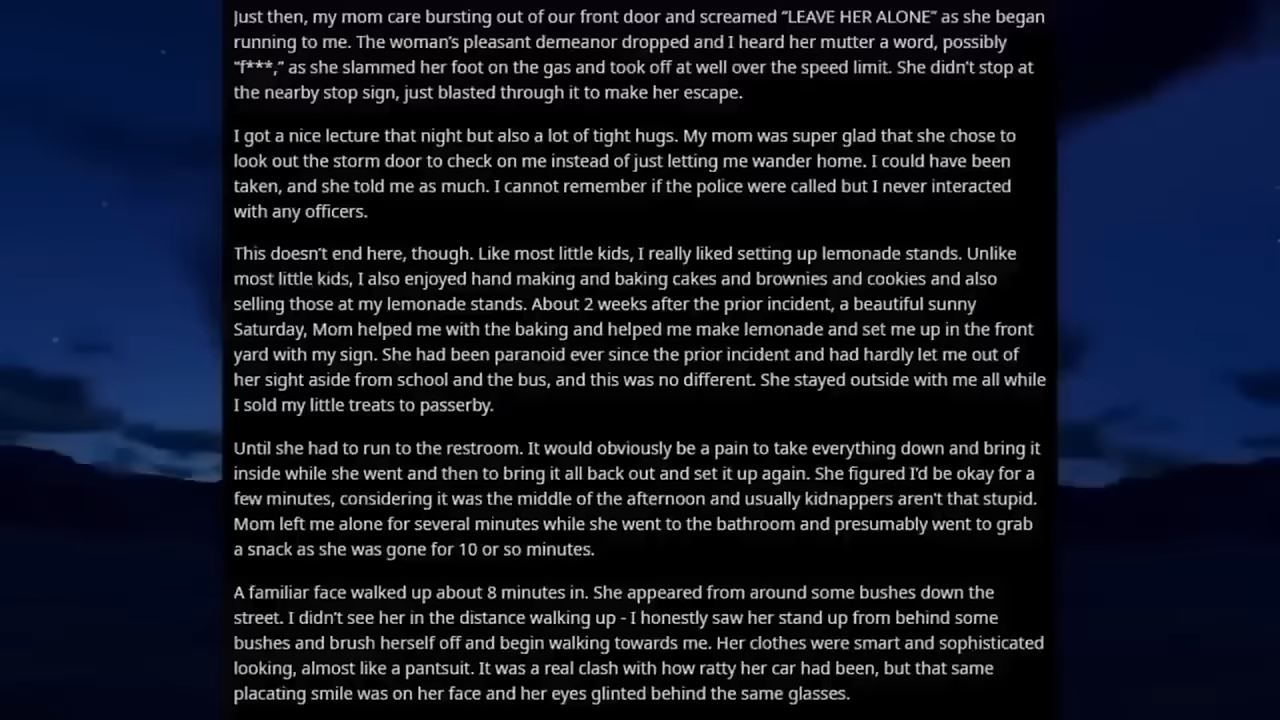 Just then, my mom care bursting out of our front door and screamed “LEAVE HER ALONE” as she began
running to me. The woman’s pleasant demeanor dropped and I heard her mutter a word, possibly
“f***,” as she slammed her foot on the gas and took off at well over the speed limit. She didn’t stop at
the nearby stop sign, just blasted through it to make her escape.
I got a nice lecture that night but also a lot of tight hugs. My mom was super glad that she chose to
look out the storm door to check on me instead of just letting me wander home. I could have been
taken, and she told me as much. I cannot remember if the police were called but I never interacted
with any officers.
This doesn’t end here, though. Like most little kids, I really liked setting up lemonade stands. Unlike
most little kids, I also enjoyed hand making and baking cakes and brownies and cookies and also
selling those at my lemonade stands. About 2 weeks after the prior incident, a beautiful sunny
Saturday, Mom helped me with the baking and helped me make lemonade and set me up in the front
yard with my sign. She had been paranoid ever since the prior incident and had hardly let me out of
her sight aside from school and the bus, and this was no different. She stayed outside with me all while
I sold my little treats to passerby.
Until she had to run to the restroom. It would obviously be a pain to take everything down and bring it
inside while she went and then to bring it all back out and set it up again. She figured I’d be okay for a
few minutes, considering it was the middle of the afternoon and usually kidnappers aren’t that stupid.
Mom left me alone for several minutes while she went to the bathroom and presumably went to grab
a snack as she was gone for 10 or so minutes.
A familiar face walked up about 8 minutes in. She appeared from around some bushes down the
street. I didn’t see her in the distance walking up - I honestly saw her stand up from behind some
bushes and brush herself off and begin walking towards me. Her clothes were smart and sophisticated
looking, almost like a pantsuit. It was a real clash with how ratty her car had been, but that same
placating smile was on her face and her eyes glinted behind the same glasses.